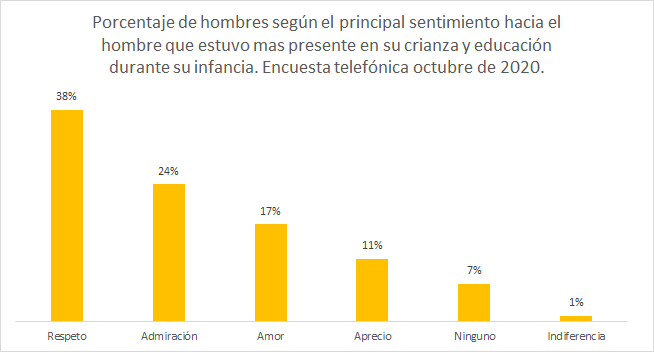 Porcentaje de hombres según el principal sentimiento hacia el
hombre que estuvo mas presente en su crianza y educación
durante su infancia. Encuesta telefónica octubre de 2020.
38%
24%
17%
11%
7%
1%
Respeto
Admiración
Amor
Aprecio
Ninguno
Indiferencia